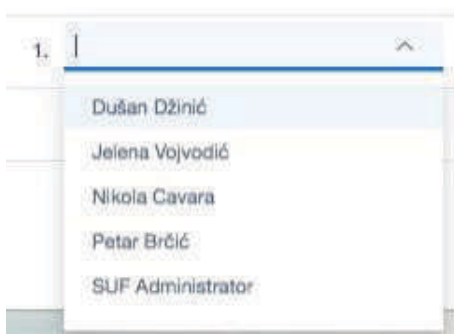 1.
Dušan Džinić
Jelena Vojvodić
Nikola Cavara
Petar Brčić
SUF Administrator